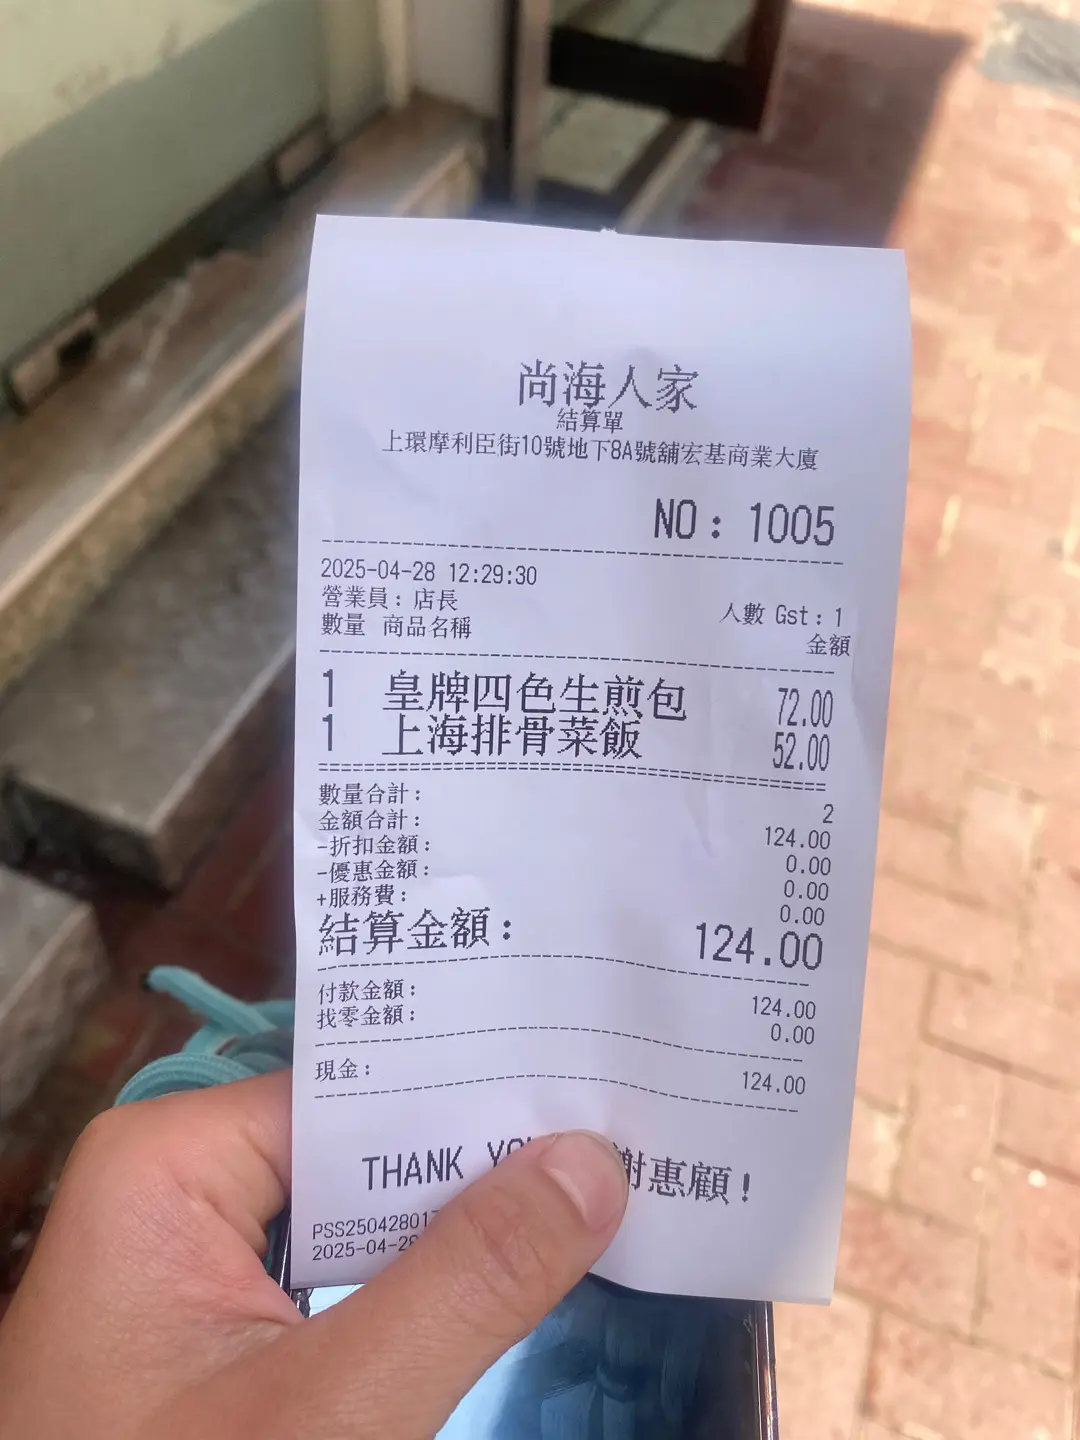 尚海人家
結算單
上環摩利臣街10號地下8A號舖宏基商業大廈
NO: 1005
2025-04-28 12:29:30
營業員: 店長 人數 Gst: 1
數量 商品名稱 金額
1 皇牌四色生煎包 72.00
1 上海排骨菜飯 52.00
數量合計: 2
金額合計: 124.00
-折扣金額: 0.00
-優惠金額: 0.00
+服務費: 0.00
結算金額: 124.00
付款金額: 124.00
找零金額: 0.00
現金: 124.00
THANK 惠顧!
2025-04-28